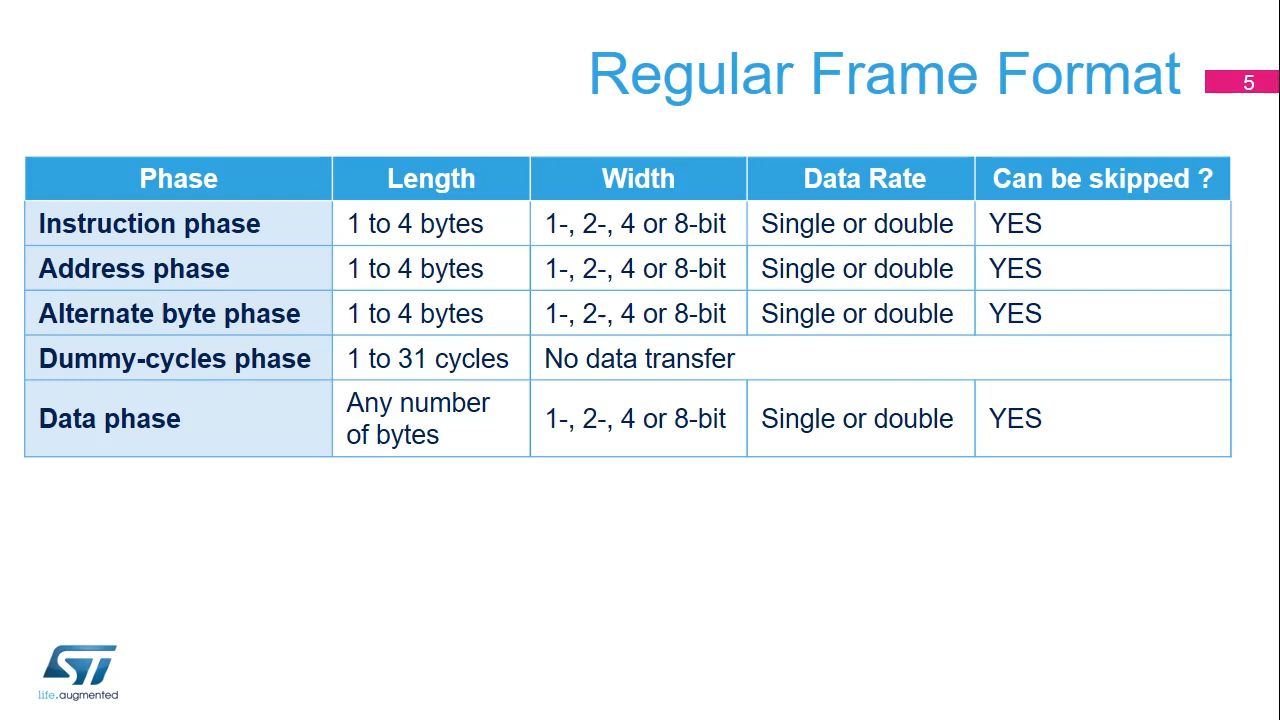 Regular Frame Format
5
Phase Length Width Data Rate Can be skipped ?
Instruction phase 1 to 4 bytes 1-, 2-, 4 or 8-bit Single or double YES
Address phase 1 to 4 bytes 1-, 2-, 4 or 8-bit Single or double YES
Alternate byte phase 1 to 4 bytes 1-, 2-, 4 or 8-bit Single or double YES
Dummy-cycles phase 1 to 31 cycles No data transfer
Data phase Any number of bytes 1-, 2-, 4 or 8-bit Single or double YES
ST
life.augmented